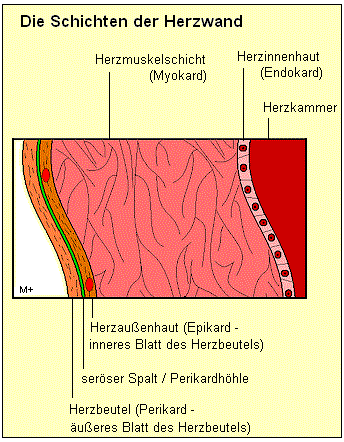 Die Schichten der Herzwand
Herzmuskelschicht
(Myokard)
Herzinnenhaut
(Endokard)
Herzkammer
M+
Herzaußenhaut (Epikard -
inneres Blatt des Herzbeutels)
seröser Spalt / Perikardhöhle
Herzbeutel (Perikard -
äußeres Blatt des Herzbeutels)